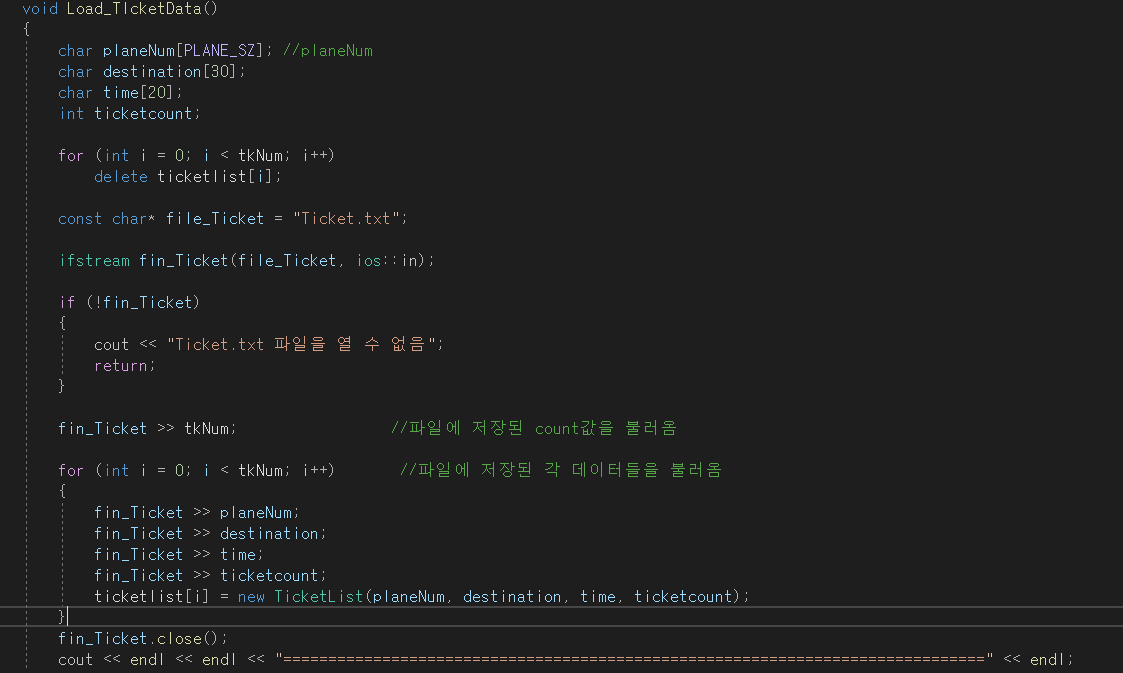 void Load_TIcketData()
{
char planeNum[PLANE_SZ]; //planeNum
char destination[30];
char time[20];
int ticketcount;
for (int i = 0; i < tkNum; i++)
delete ticketlist[i];
const char* file_Ticket = "Ticket.txt";
ifstream fin_Ticket(file_Ticket, ios::in);
if (!fin_Ticket)
{
cout << "Ticket.txt 파일을 열 수 없음";
return;
}
fin_Ticket >> tkNum; //파일에 저장된 count값을 불러옴
for (int i = 0; i < tkNum; i++) //파일에 저장된 각 데이터들을 불러옴
{
fin_Ticket >> planeNum;
fin_Ticket >> destination;
fin_Ticket >> time;
fin_Ticket >> ticketcount;
ticketlist[i] = new TicketList(planeNum, destination, time, ticketcount);
}
fin_Ticket.close();
cout << endl << endl << "==============================================================================" << endl;